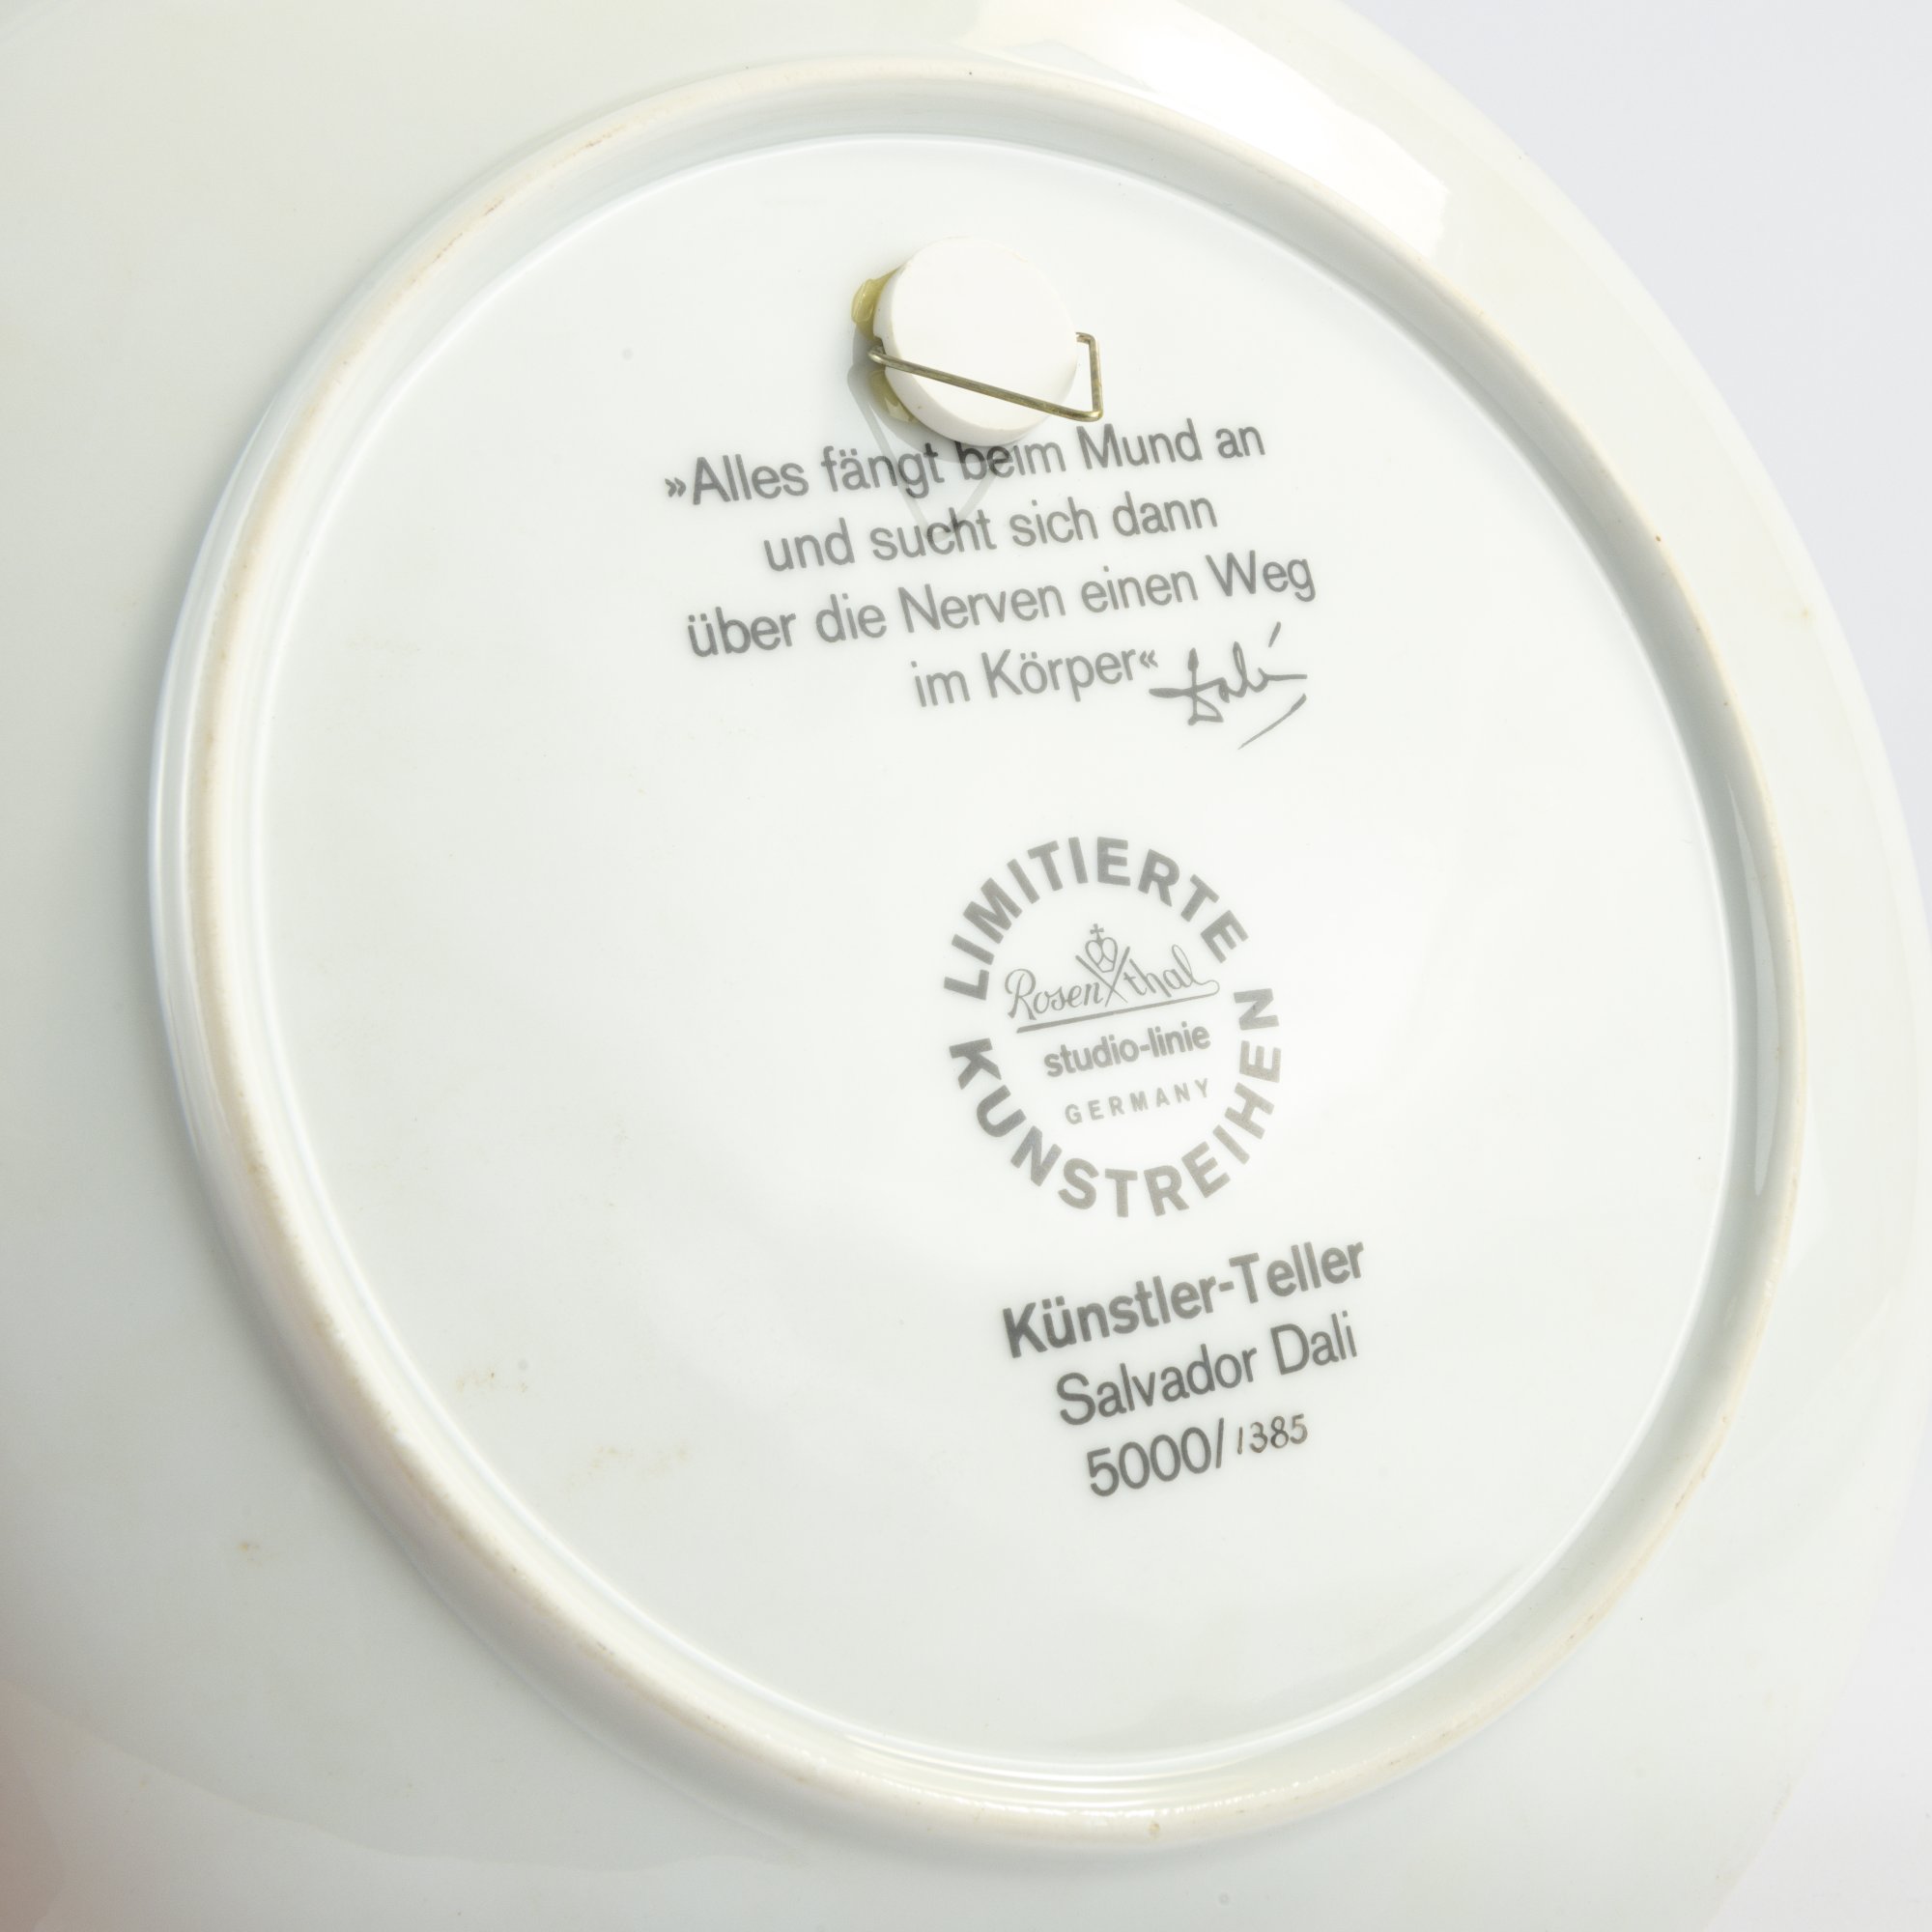 »Alles fängt beim Mund an
und sucht sich dann
über die Nerven einen Weg
im Körper« Dalí
LIMITIERTE
Rosenthal
studio-linie
GERMANY
KUNSTREIHEN
Künstler-Teller
Salvador Dali
5000/1385